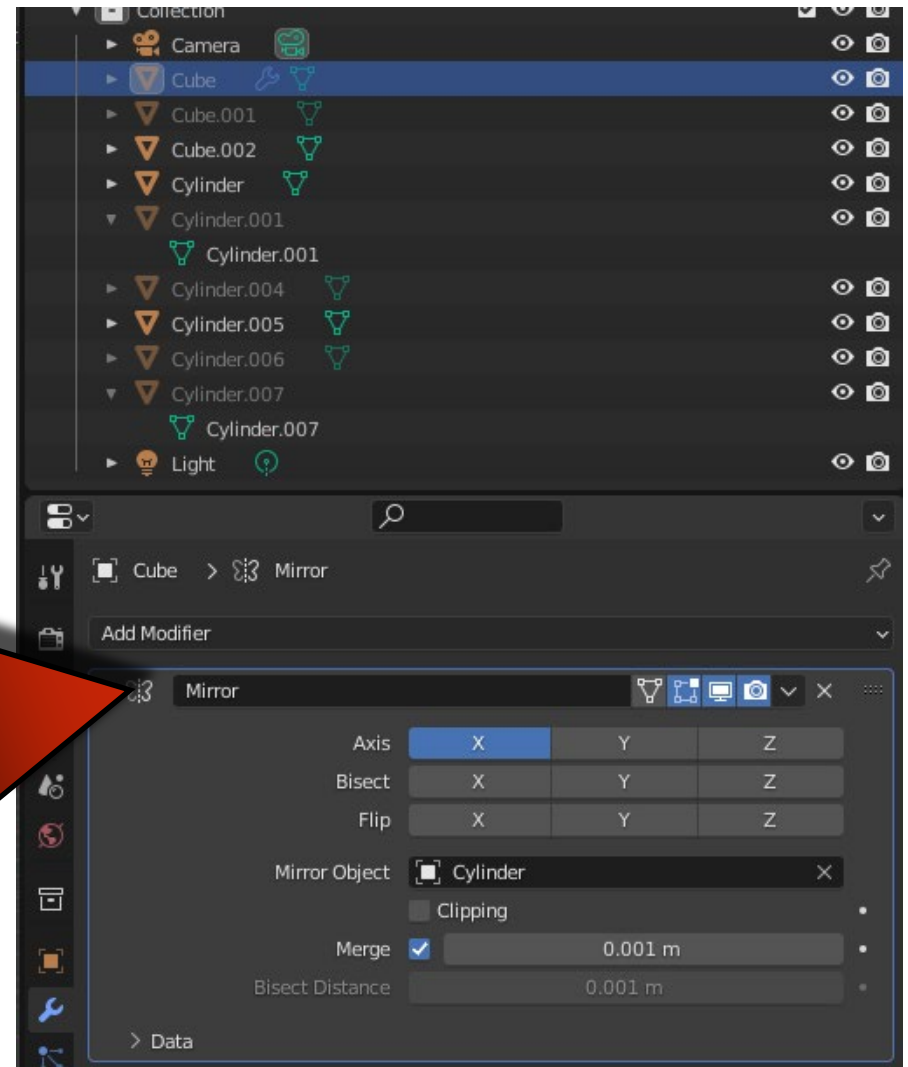 Collection
Camera
Cube
Cube.001
Cube.002
Cylinder
Cylinder.001
Cylinder.001
Cylinder.004
Cylinder.005
Cylinder.006
Cylinder.007
Cylinder.007
Light
Cube > Mirror
Add Modifier
Mirror
Axis X Y Z
Bisect X Y Z
Flip X Y Z
Mirror Object Cylinder
Clipping
Merge 0.001 m
Bisect Distance 0.001 m
> Data